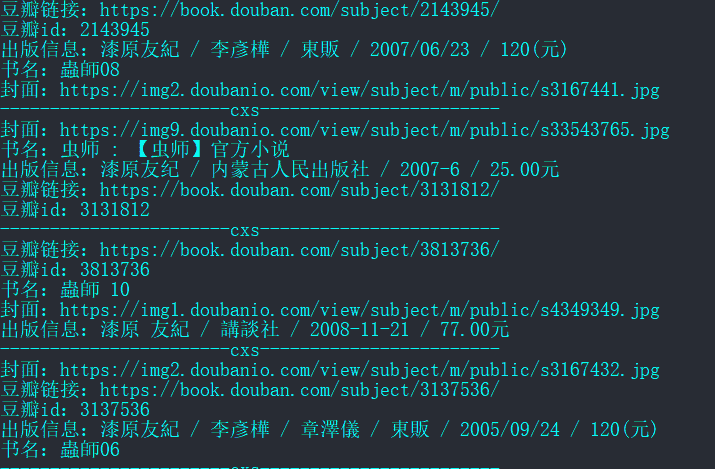 豆瓣链接: https://book.douban.com/subject/2143945/
豆瓣id: 2143945
出版信息: 漆原友紀 / 李彥樺 / 東販 / 2007/06/23 / 120(元)
书名: 蟲師08
封面: https://img2.doubanio.com/view/subject/m/public/s3167441.jpg
-----------------------cxs------------------------
封面: https://img9.doubanio.com/view/subject/m/public/s33543765.jpg
书名: 虫师 : 【虫师】官方小说
出版信息: 漆原友纪 / 内蒙古人民出版社 / 2007-6 / 25.00元
豆瓣链接: https://book.douban.com/subject/3131812/
豆瓣id: 3131812
-----------------------cxs------------------------
豆瓣链接: https://book.douban.com/subject/3813736/
豆瓣id: 3813736
书名: 蟲師 10
封面: https://img1.doubanio.com/view/subject/m/public/s4349349.jpg
出版信息: 漆原 友紀 / 講談社 / 2008-11-21 / 77.00元
-----------------------cxs------------------------
封面: https://img2.doubanio.com/view/subject/m/public/s3167432.jpg
豆瓣链接: https://book.douban.com/subject/3137536/
豆瓣id: 3137536
出版信息: 漆原友紀 / 李彥樺 / 章澤儀 / 東販 / 2005/09/24 / 120(元)
书名: 蟲師06
-----------------------cxs------------------------